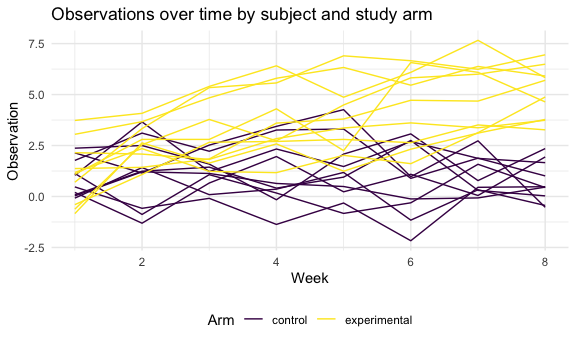 Observations over time by subject and study arm
7.5
5.0
2.5
0.0
-2.5
Observation
2 4 6 8
Week
Arm control experimental